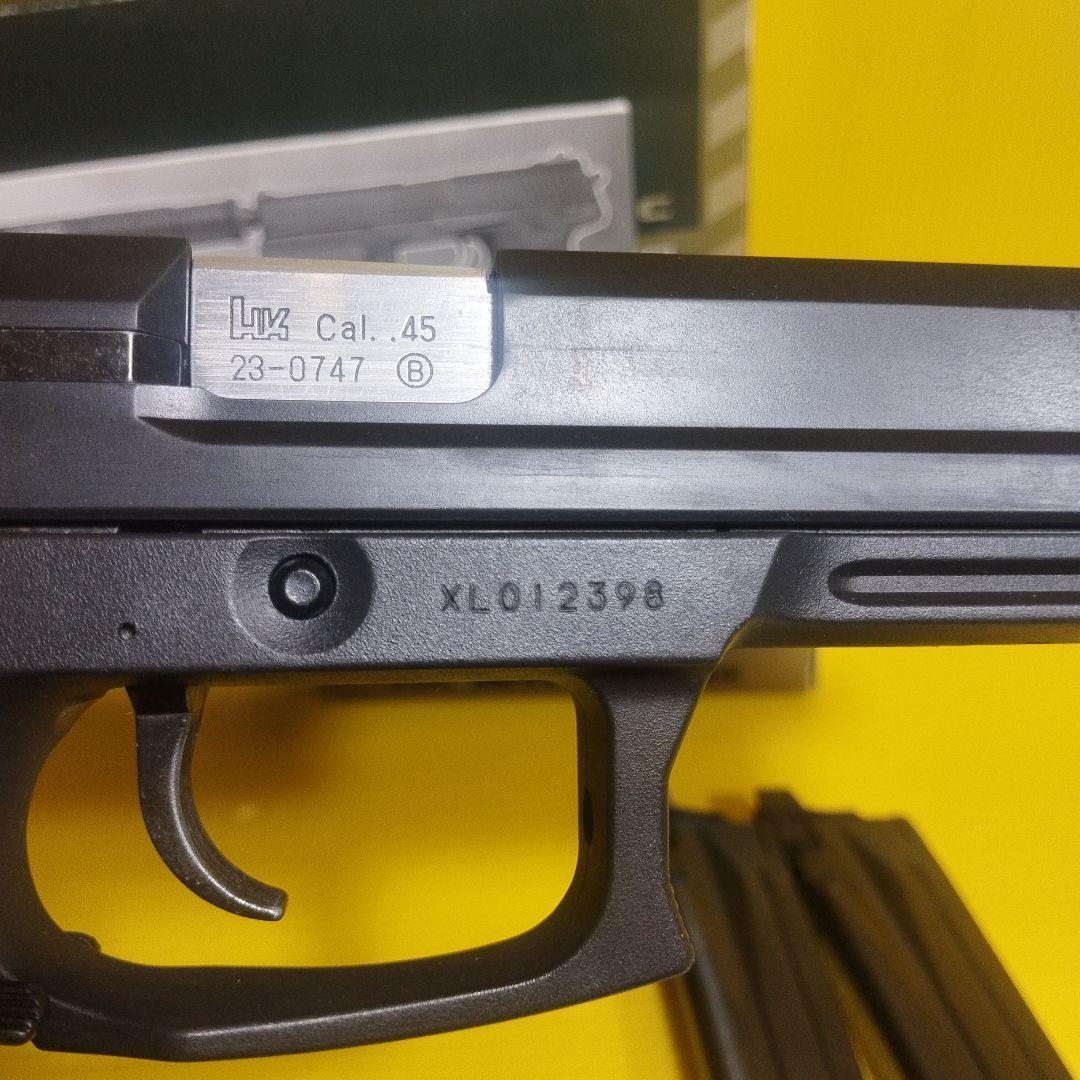 HK Cal. .45
23-0747 Ⓑ
XL012398